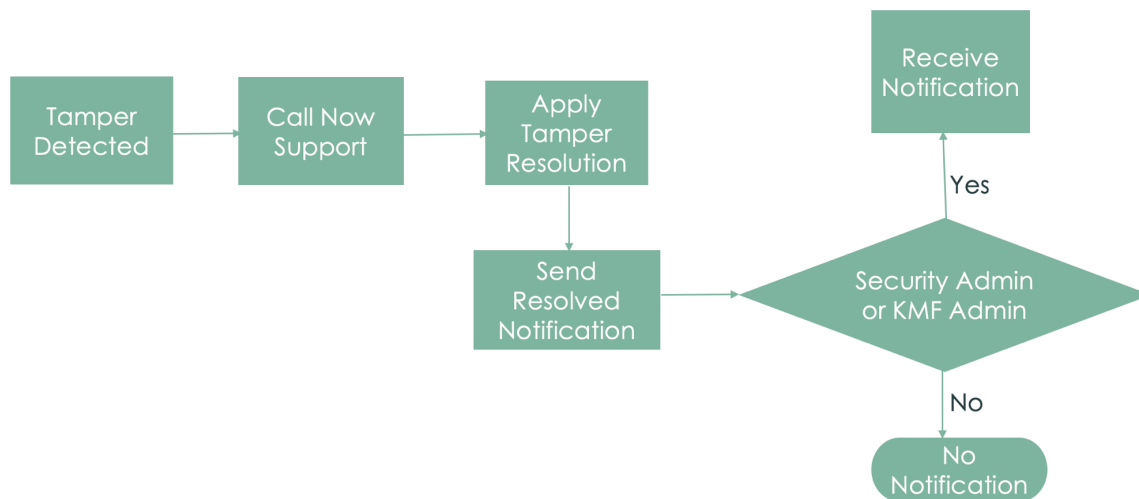 Tamper
Detected
Call Now
Support
Apply
Tamper
Resolution
Send
Resolved
Notification
Security Admin
or KMF Admin
Yes
Receive
Notification
No
No
Notification